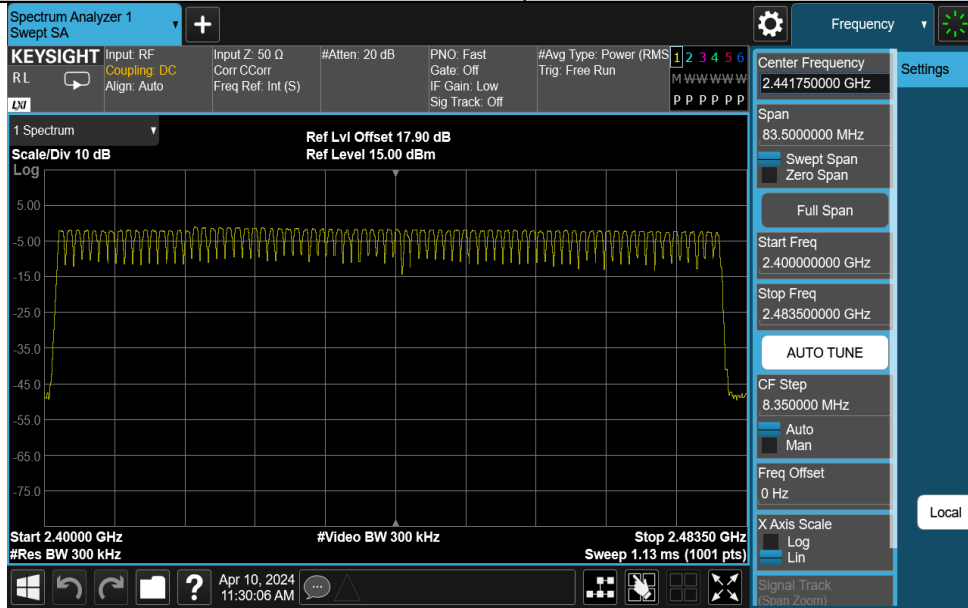 Spectrum Analyzer 1
Swept SA
+
Frequency
KEYSIGHT
RL
LXI
Input: RF
Coupling: DC
Align: Auto
Input Z: 50 Ω
Corr CCorr
Freq Ref: Int (S)
#Atten: 20 dB
PNO: Fast
Gate: Off
IF Gain: Low
Sig Track: Off
#Avg Type: Power (RMS
Trig: Free Run
1 2 3 4 5 6
M W W W W W
P P P P P P
1 Spectrum
Scale/Div 10 dB
Log
Ref Lvl Offset 17.90 dB
Ref Level 15.00 dBm
5.00
-5.00
-15.0
-25.0
-35.0
-45.0
-55.0
-65.0
-75.0
Start 2.40000 GHz
#Res BW 300 kHz
#Video BW 300 kHz
Stop 2.48350 GHz
Sweep 1.13 ms (1001 pts)
Center Frequency
2.441750000 GHz
Settings
Span
83.5000000 MHz
Swept Span
Zero Span
Full Span
Start Freq
2.400000000 GHz
Stop Freq
2.483500000 GHz
AUTO TUNE
CF Step
8.350000 MHz
Auto
Man
Freq Offset
0 Hz
Local
X Axis Scale
Log
Lin
Signal Track
(Span Zoom)
?
Apr 10, 2024
11:30:06 AM